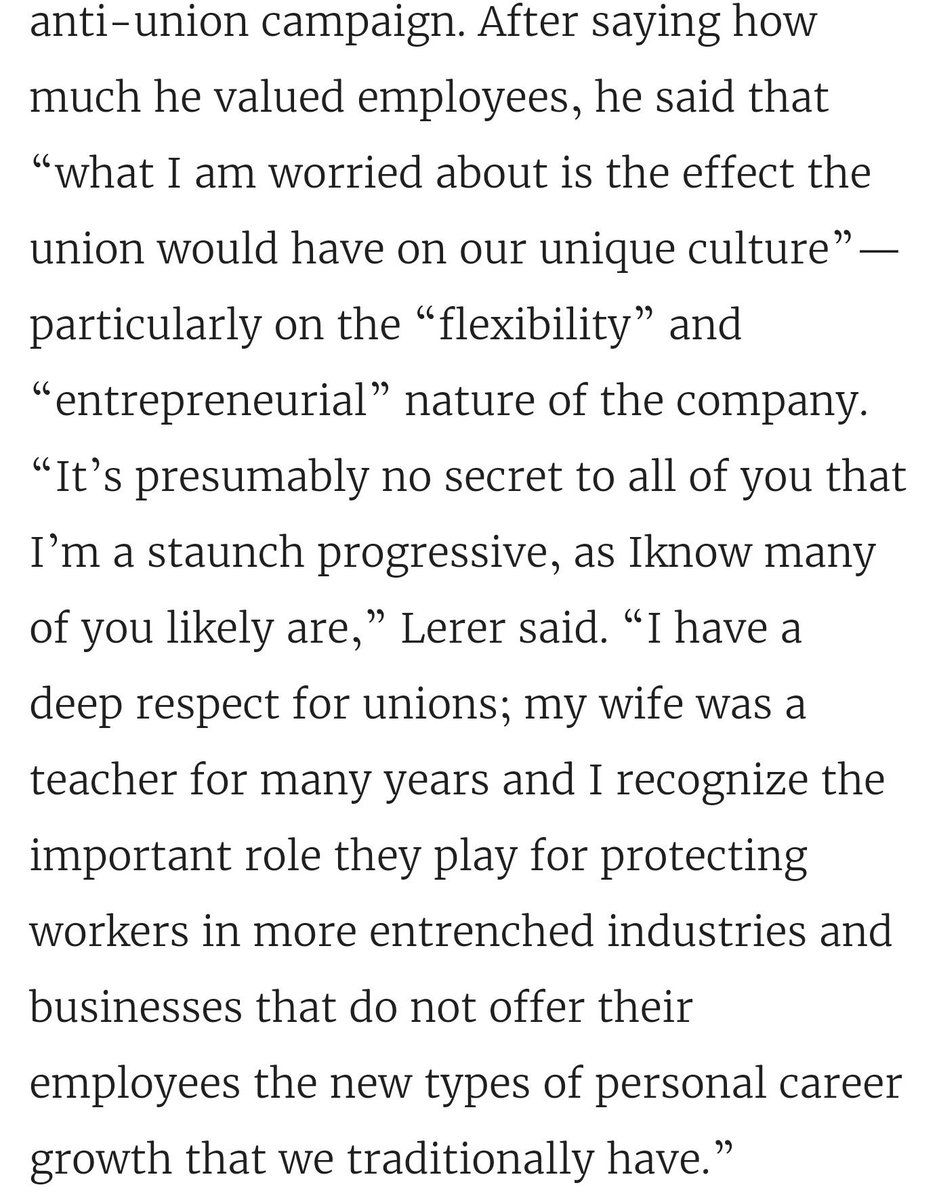 anti-union campaign. After saying how
much he valued employees, he said that
“what I am worried about is the effect the
union would have on our unique culture”—
particularly on the “flexibility” and
“entrepreneurial” nature of the company.
“It’s presumably no secret to all of you that
I’m a staunch progressive, as Iknow many
of you likely are,” Lerer said. “I have a
deep respect for unions; my wife was a
teacher for many years and I recognize the
important role they play for protecting
workers in more entrenched industries and
businesses that do not offer their
employees the new types of personal career
growth that we traditionally have.”